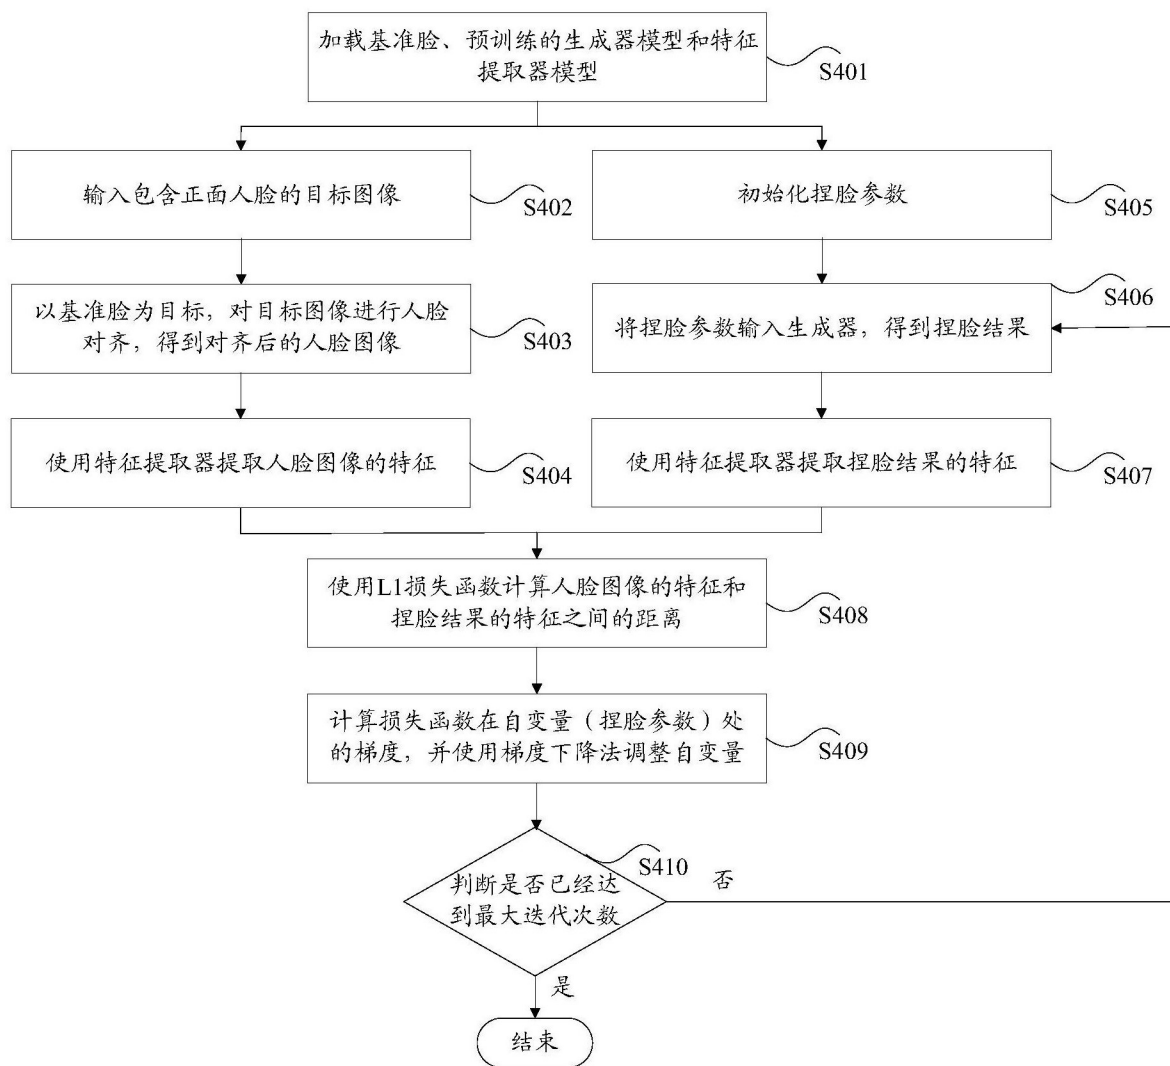 加载基准脸、预训练的生成器模型和特征
提取器模型
S401
输入包含正面人脸的目标图像
S402
初始化捏脸参数
S405
以基准脸为目标，对目标图像进行人脸
对齐，得到对齐后的人脸图像
S403
将捏脸参数输入生成器，得到捏脸结果
S406
使用特征提取器提取人脸图像的特征
S404
使用特征提取器提取捏脸结果的特征
S407
使用L1损失函数计算人脸图像的特征和
捏脸结果的特征之间的距离
S408
计算损失函数在自变量（捏脸参数）处
的梯度，并使用梯度下降法调整自变量
S409
判断是否已经达
到最大迭代次数
S410
否
是
结束